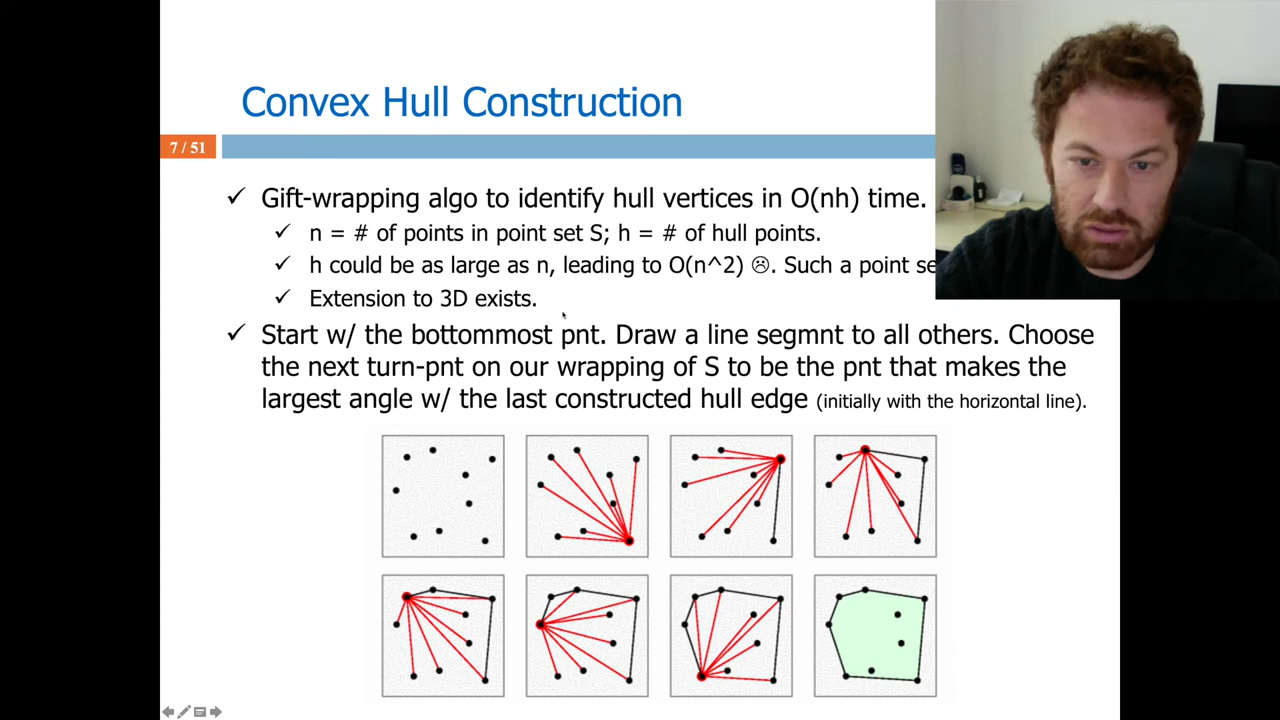 Convex Hull Construction
7 / 51
✓ Gift-wrapping algo to identify hull vertices in O(nh) time.
✓ n = # of points in point set S; h = # of hull points.
✓ h could be as large as n, leading to O(n^2) ☹. Such a point
✓ Extension to 3D exists.
✓ Start w/ the bottommost pnt. Draw a line segmnt to all others. Choose
the next turn-pnt on our wrapping of S to be the pnt that makes the
largest angle w/ the last constructed hull edge (initially with the horizontal line).